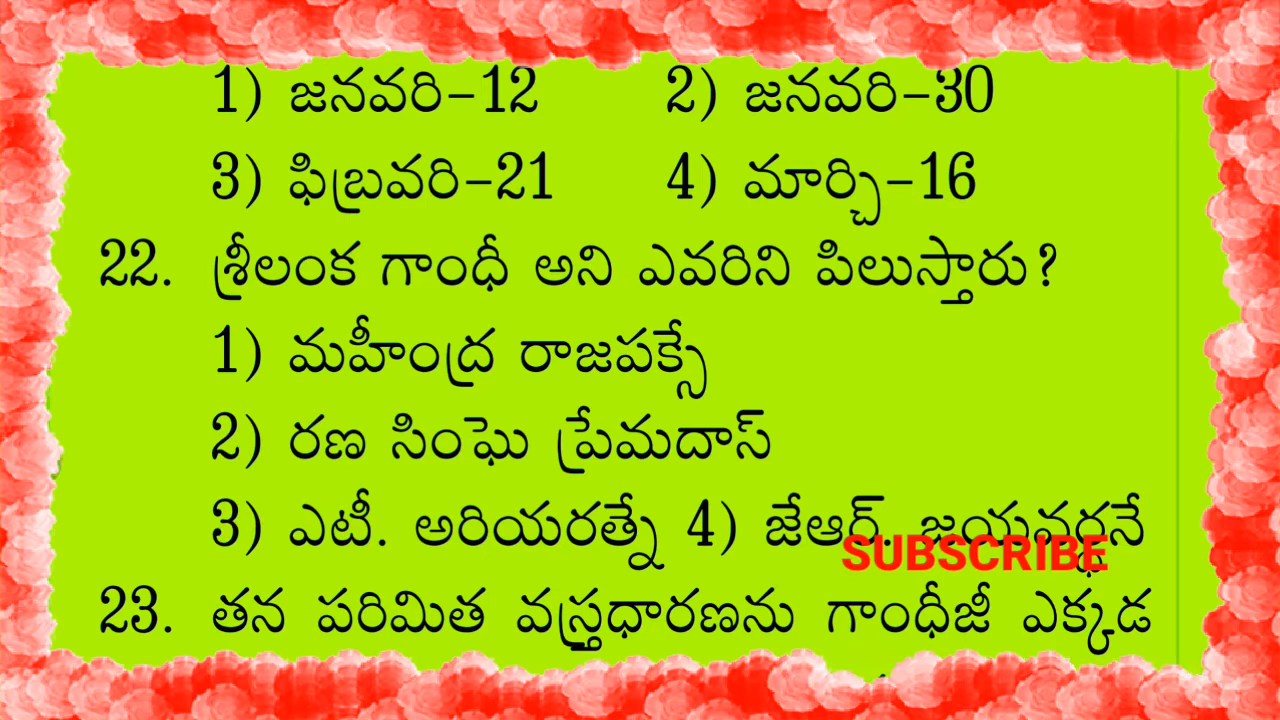 1) జనవరి-12 2) జనవరి-30
3) ఫిబ్రవరి-21 4) మార్చి-16
22. శ్రీలంక గాంధీ అని ఎవరిని పిలుస్తారు?
1) మహీంద్ర రాజపక్సే
2) రణ సింఘె ప్రేమదాస్
3) ఎటీ. అరియరత్నే 4) జేఆర్. జయవర్ధనే
SUBSCRIBE
23. తన పరిమిత వస్త్రధారణను గాంధీజీ ఎక్కడ